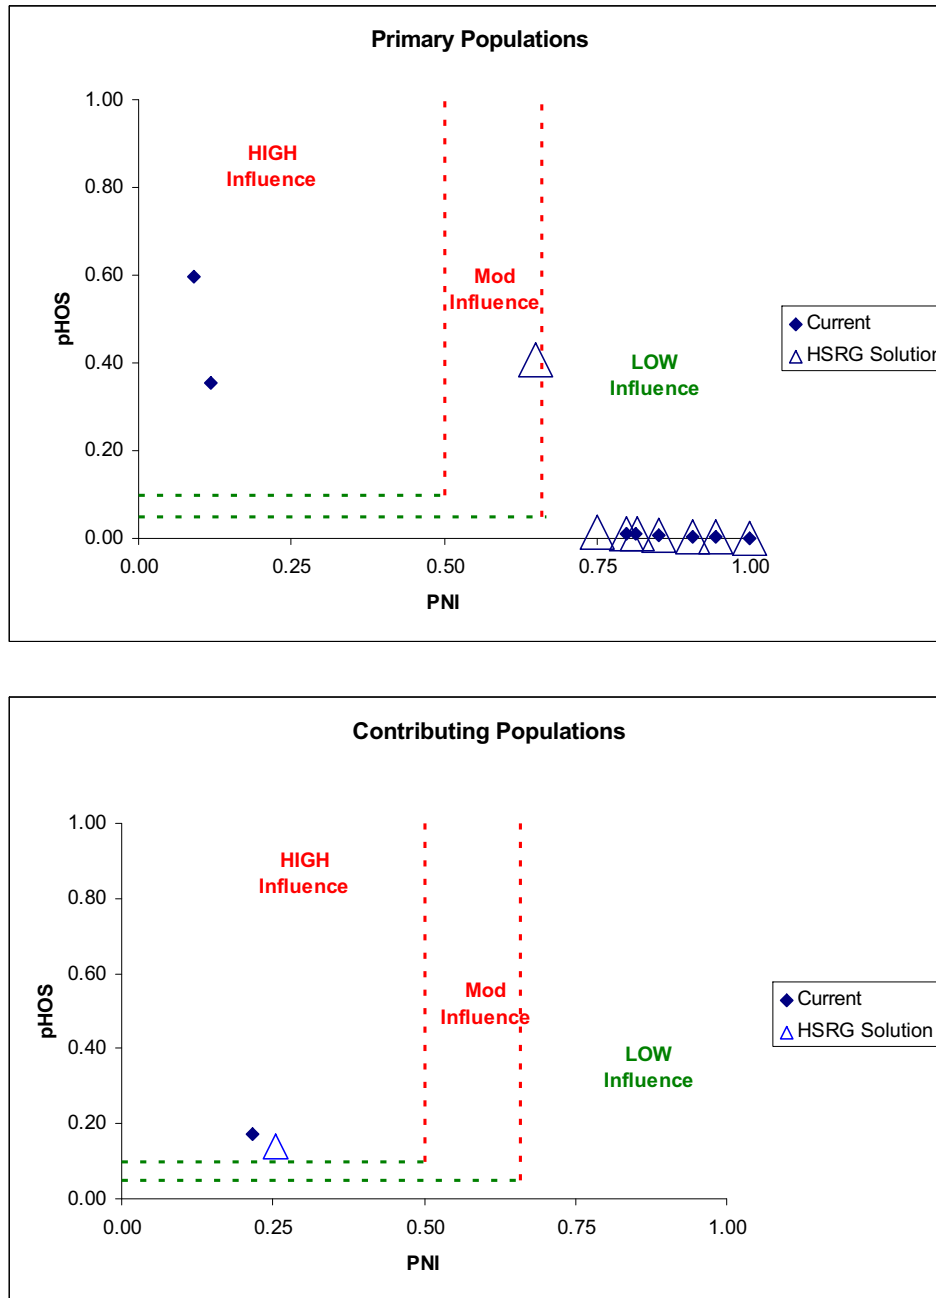 Primary Populations
1.00
0.80
0.60
0.40
0.20
0.00
pHOS
HIGH
Influence
Mod
Influence
LOW
Influence
Current
HSRG Solution
0.00 0.25 0.50 0.75 1.00
PNI
Contributing Populations
1.00
0.80
0.60
0.40
0.20
0.00
pHOS
HIGH
Influence
Mod
Influence
LOW
Influence
Current
HSRG Solution
0.00 0.25 0.50 0.75 1.00
PNI